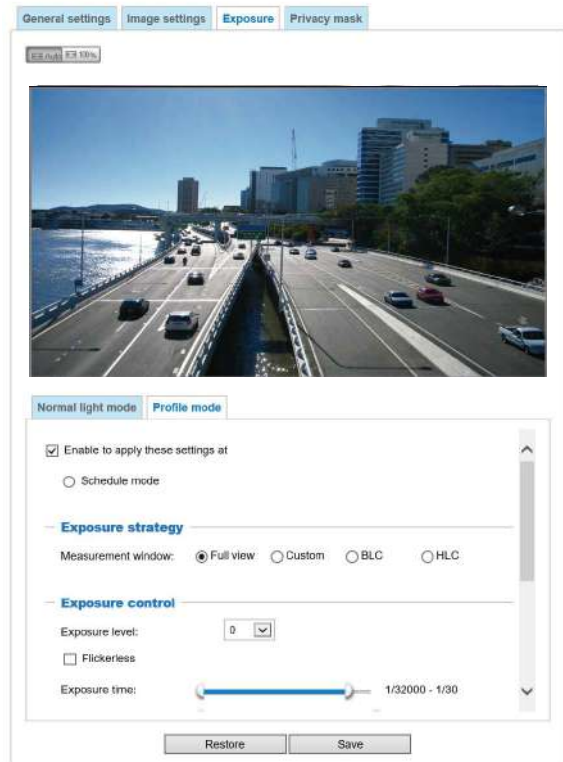 General settings Image settings Exposure Privacy mask
Auto 100%
Normal light mode Profile mode
Enable to apply these settings at
Schedule mode
Exposure strategy
Measurement window: Full view Custom BLC HLC
Exposure control
Exposure level: 0
Flickerless
Exposure time: 1/32000 - 1/30
Restore Save